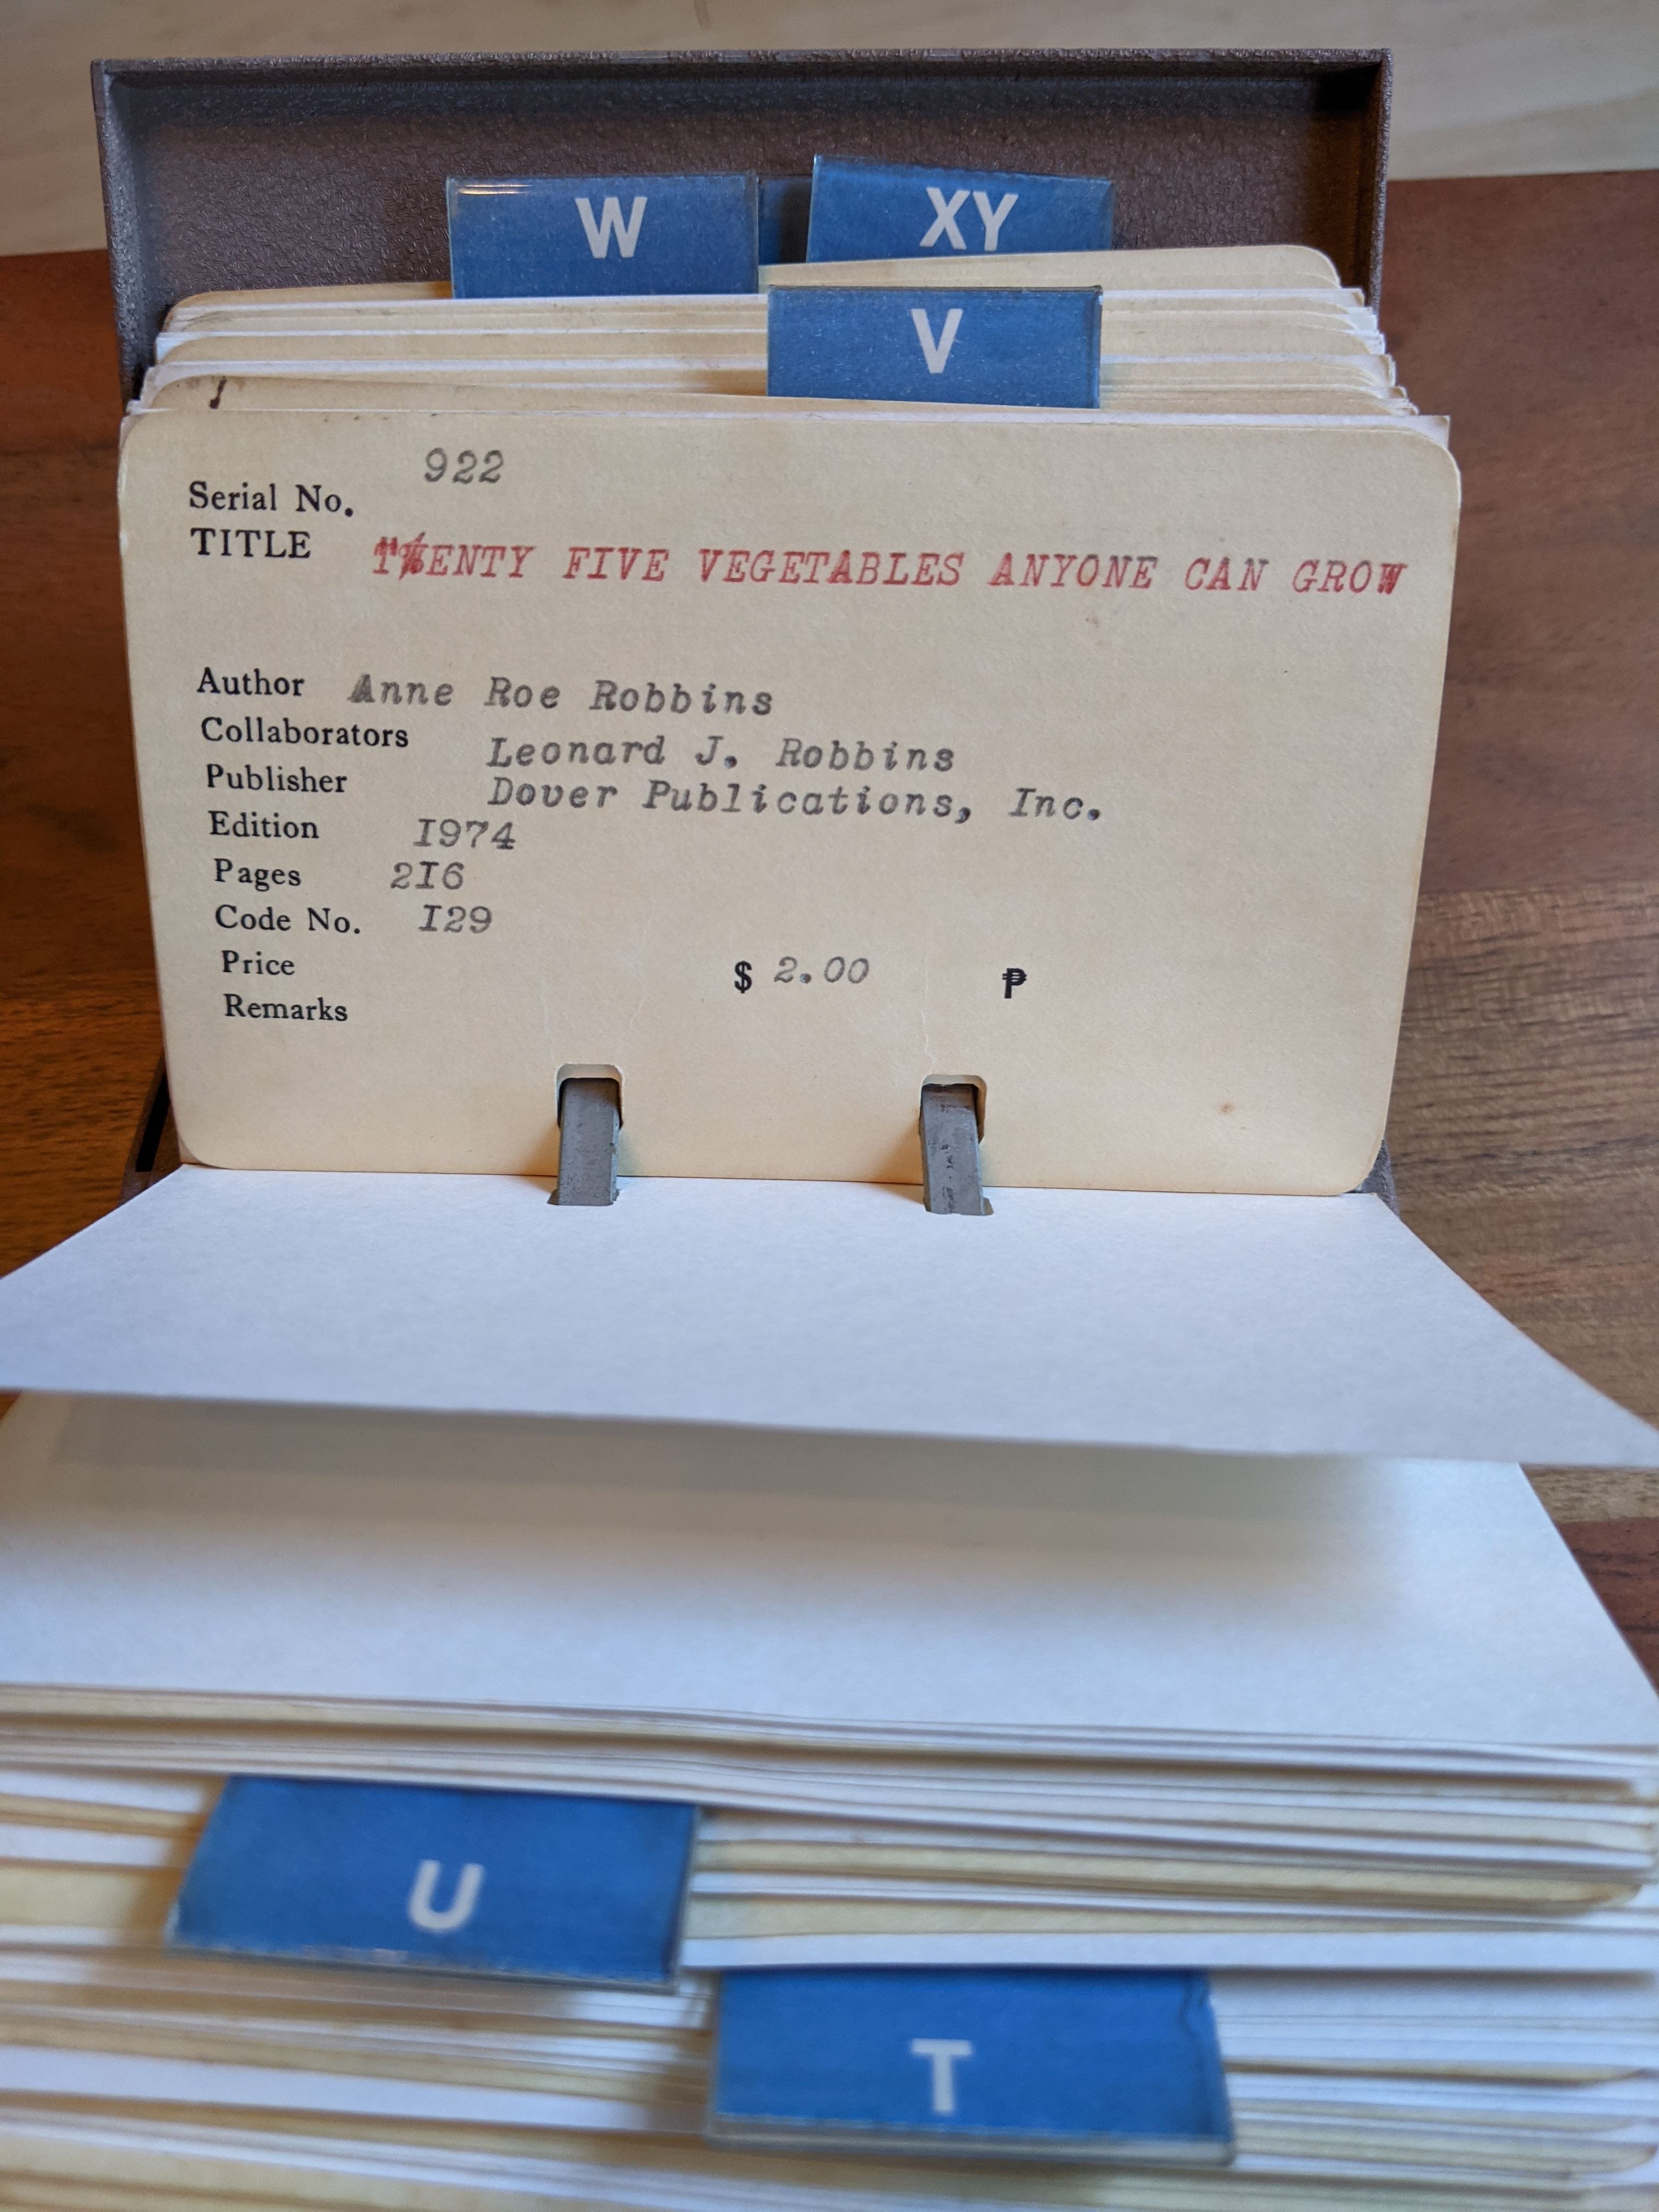 W
XY
V
922
Serial No.
TITLE TWENTY FIVE VEGETABLES ANYONE CAN GROW
Author Anne Roe Robbins
Collaborators Leonard J. Robbins
Publisher Dover Publications, Inc.
Edition I974
Pages 2I6
Code No. I29
Price $ 2.00 ₱
Remarks
U
T